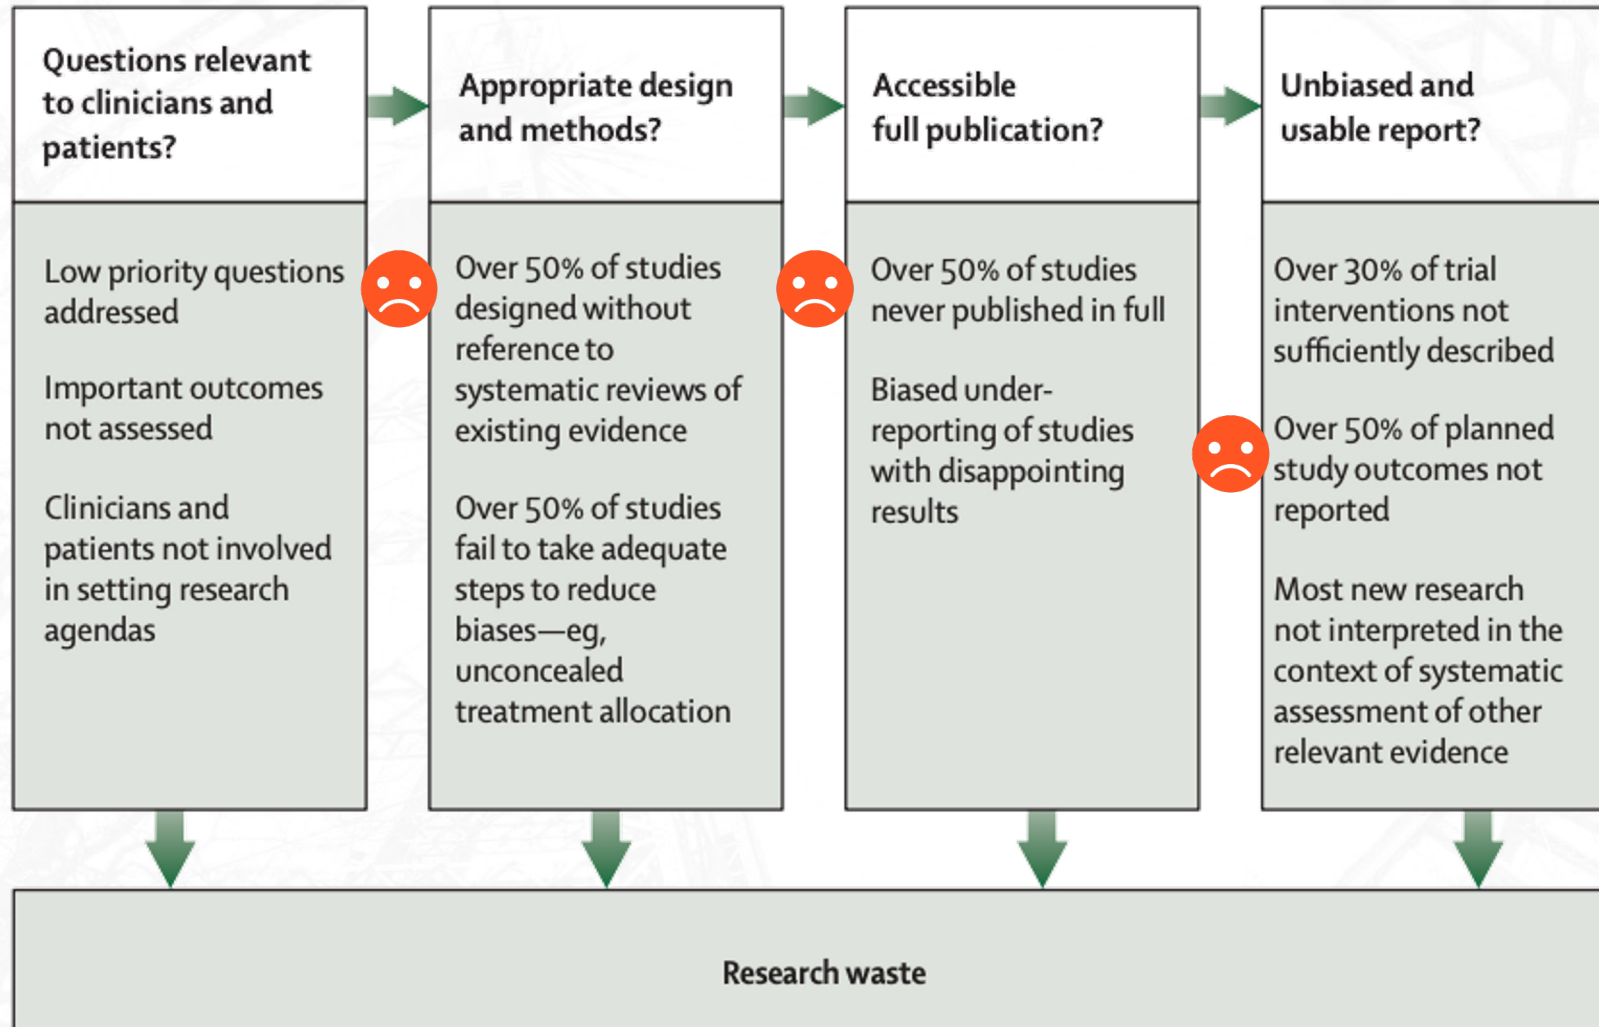 Questions relevant
to clinicians and
patients?
Low priority questions
addressed
Important outcomes
not assessed
Clinicians and
patients not involved
in setting research
agendas
Appropriate design
and methods?
Over 50% of studies
designed without
reference to
systematic reviews of
existing evidence
Over 50% of studies
fail to take adequate
steps to reduce
biases—eg,
unconcealed
treatment allocation
Accessible
full publication?
Over 50% of studies
never published in full
Biased under-
reporting of studies
with disappointing
results
Unbiased and
usable report?
Over 30% of trial
interventions not
sufficiently described
Over 50% of planned
study outcomes not
reported
Most new research
not interpreted in the
context of systematic
assessment of other
relevant evidence
Research waste